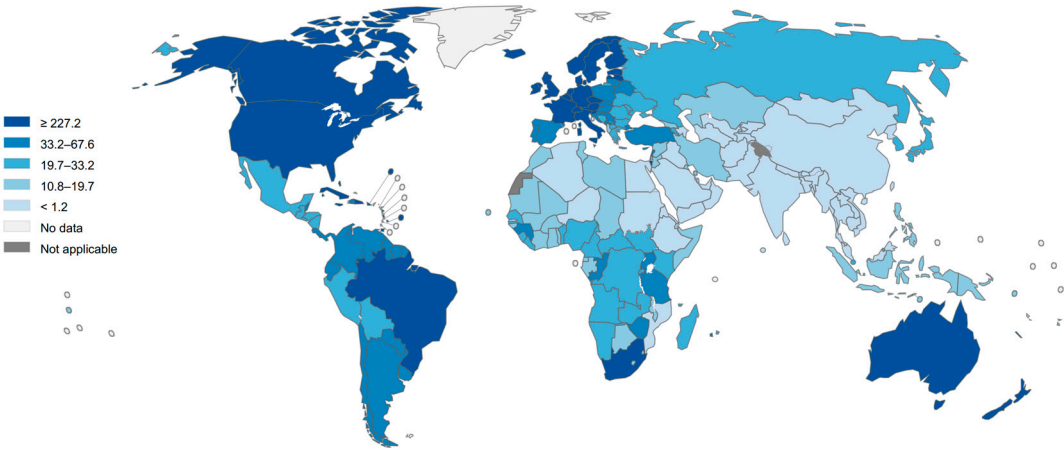 ≥ 227.2
33.2–67.6
19.7–33.2
10.8–19.7
< 1.2
No data
Not applicable